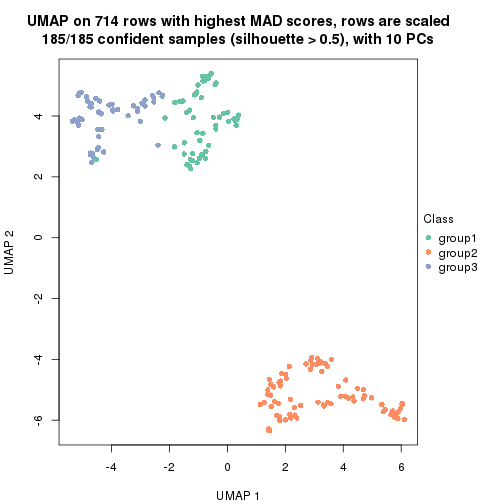 UMAP on 714 rows with highest MAD scores, rows are scaled
185/185 confident samples (silhouette > 0.5), with 10 PCs
4
2
0
-2
-4
-6
UMAP 2
-4
-2
0
2
4
6
UMAP 1
Class
group1
group2
group3